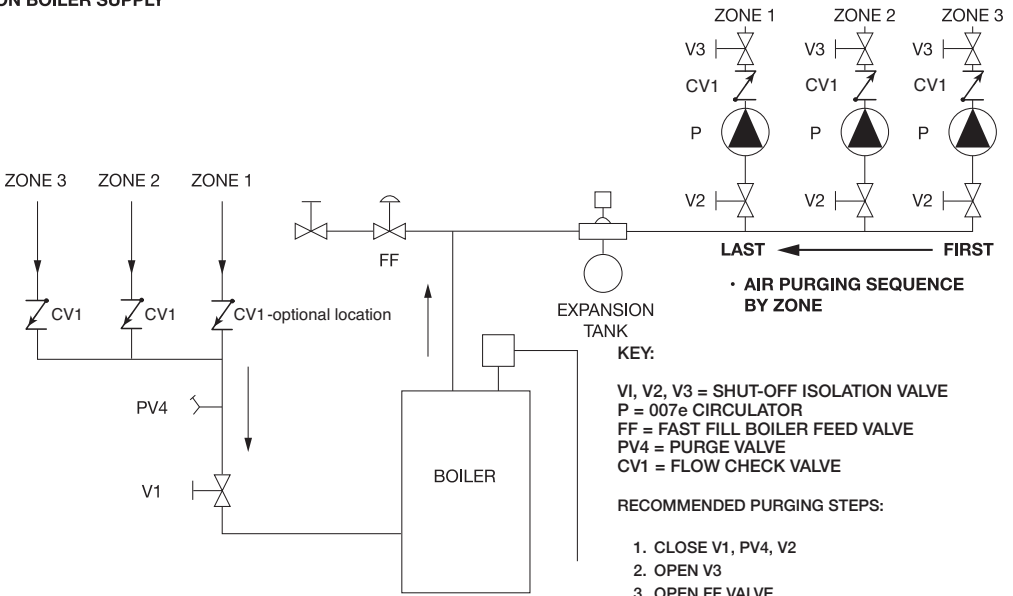 ON BOILER SUPPLY
ZONE 1 ZONE 2 ZONE 3
V3 V3 V3
CV1 CV1 CV1
P P P
V2 V2 V2
LAST FIRST
• AIR PURGING SEQUENCE
BY ZONE
ZONE 3 ZONE 2 ZONE 1
FF
EXPANSION
TANK
CV1 CV1 CV1-optional location
PV4
V1
BOILER
KEY:
VI, V2, V3 = SHUT-OFF ISOLATION VALVE
P = 007e CIRCULATOR
FF = FAST FILL BOILER FEED VALVE
PV4 = PURGE VALVE
CV1 = FLOW CHECK VALVE
RECOMMENDED PURGING STEPS:
1. CLOSE V1, PV4, V2
2. OPEN V3
3. OPEN FF VALVE